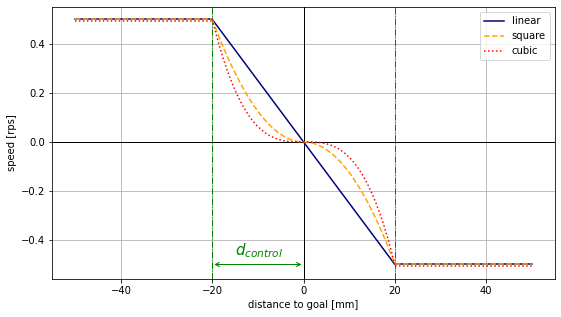 linear
square
cubic
0.4
0.2
0.0
−0.2
−0.4
speed [rps]
d_control
−40
−20
0
20
40
distance to goal [mm]